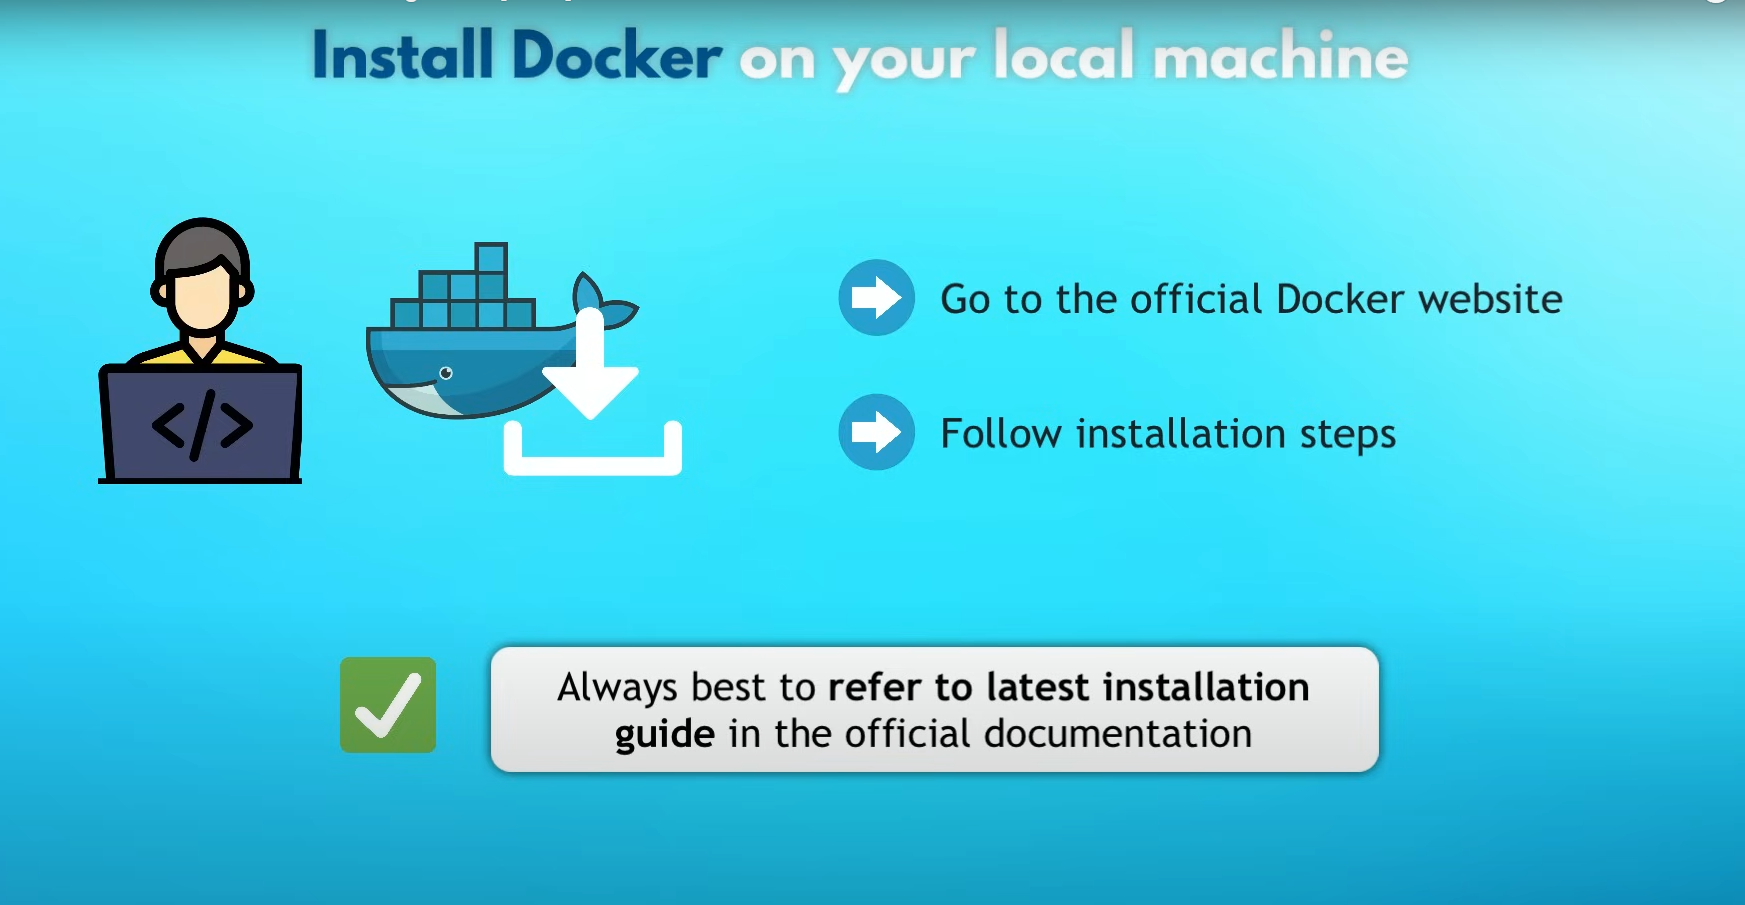 Install Docker on your local machine
</>
Go to the official Docker website
Follow installation steps
Always best to refer to latest installation
guide in the official documentation